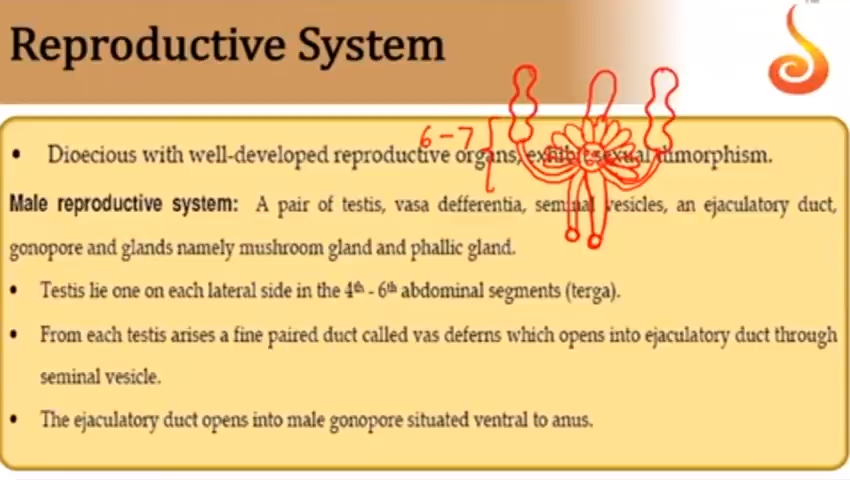 Reproductive System
TM
6-7
• Dioecious with well-developed reproductive organs, exhibit sexual dimorphism.
Male reproductive system: A pair of testis, vasa defferentia, seminal vesicles, an ejaculatory duct,
gonopore and glands namely mushroom gland and phallic gland.
• Testis lie one on each lateral side in the 4th - 6th abdominal segments (terga).
• From each testis arises a fine paired duct called vas deferns which opens into ejaculatory duct through
seminal vesicle.
• The ejaculatory duct opens into male gonopore situated ventral to anus.